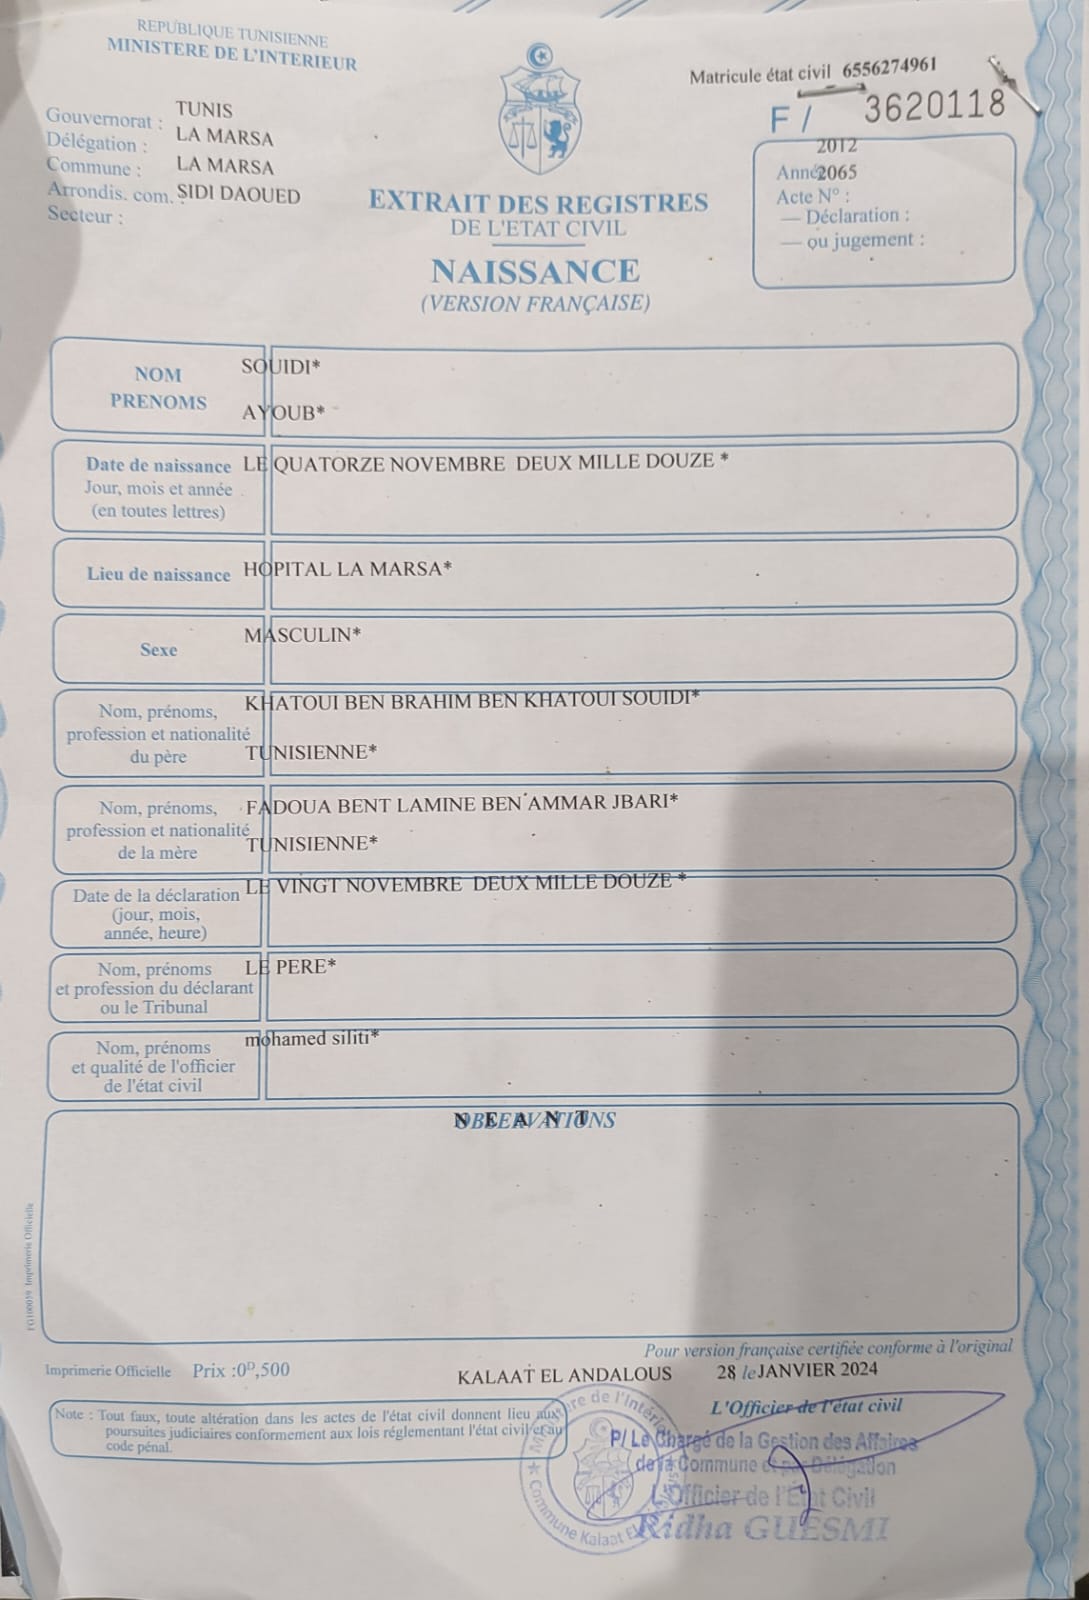 REPUBLIQUE TUNISIENNE
MINISTERE DE L'INTERIEUR
Matricule état civil 6556274961
F/ 3620118
Gouvernorat : TUNIS
Délégation : LA MARSA
Commune : LA MARSA
Arrondis. com. SIDI DAOUED
Secteur :
2012
Année 2065
Acte N° :
— Déclaration :
— ou jugement :
EXTRAIT DES REGISTRES
DE L'ETAT CIVIL
NAISSANCE
(VERSION FRANÇAISE)
NOM SOUIDI*
PRENOMS AYOUB*
Date de naissance LE QUATORZE NOVEMBRE DEUX MILLE DOUZE *
Jour, mois et année
(en toutes lettres)
Lieu de naissance HOPITAL LA MARSA*
Sexe MASCULIN*
Nom, prénoms, KHATOUI BEN BRAHIM BEN KHATOUI SOUIDI*
profession et nationalité
du père TUNISIENNE*
Nom, prénoms, FADOUA BENT LAMINE BEN AMMAR JBARI*
profession et nationalité
de la mère TUNISIENNE*
Date de la déclaration LE VINGT NOVEMBRE DEUX MILLE DOUZE *
(jour, mois,
année, heure)
Nom, prénoms LE PERE*
et profession du déclarant
ou le Tribunal
Nom, prénoms mohamed siliti*
et qualité de l'officier
de l'état civil
OBSERVATIONS
N E A N T
FG100059 Imprimerie Officielle
Pour version française certifiée conforme à l'original
Imprimerie Officielle Prix :0ᴰ,500
KALAAT EL ANDALOUS 28 le JANVIER 2024
L'Officier de l'état civil
Note : Tout faux, toute altération dans les actes de l'état civil donnent lieu aux
poursuites judiciaires conformement aux lois réglementant l'état civil et au
code pénal.
P/ Le Chargé de la Gestion des Affaires
de la Commune et par Délégation
L'Officier de l'Etat Civil
Ridha GUESMI
Commune Kalaat El